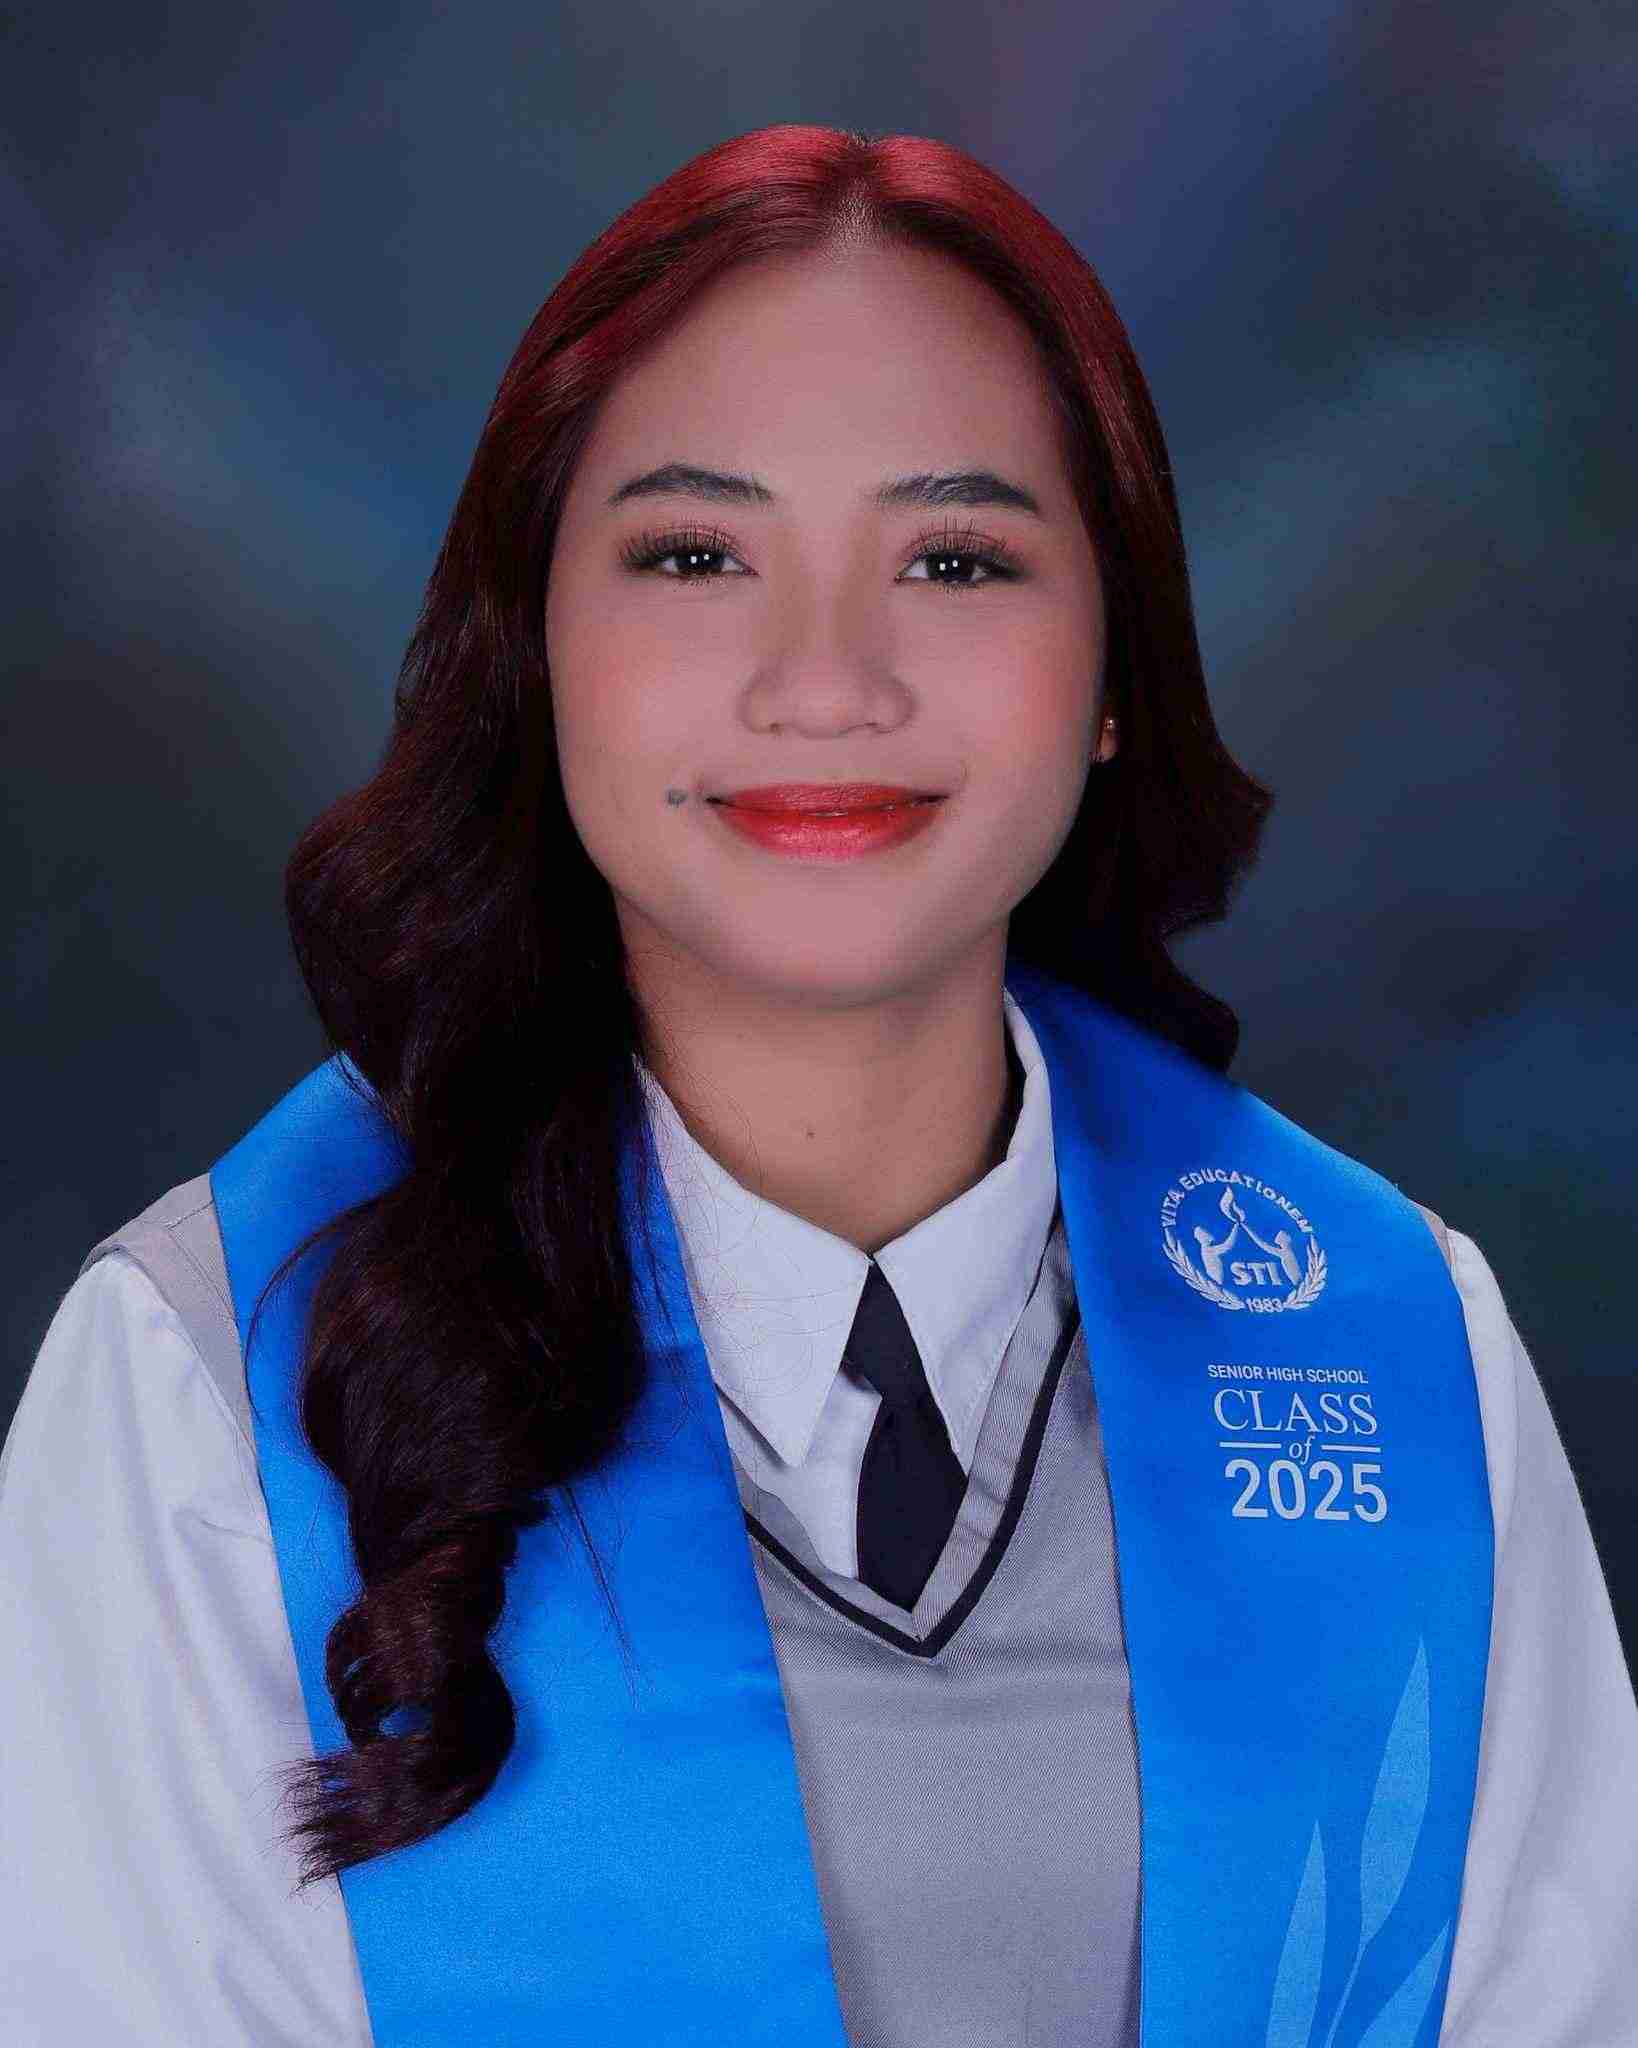 VITA EDUCATIONEM
STI
1983
SENIOR HIGH SCHOOL
CLASS
of
2025